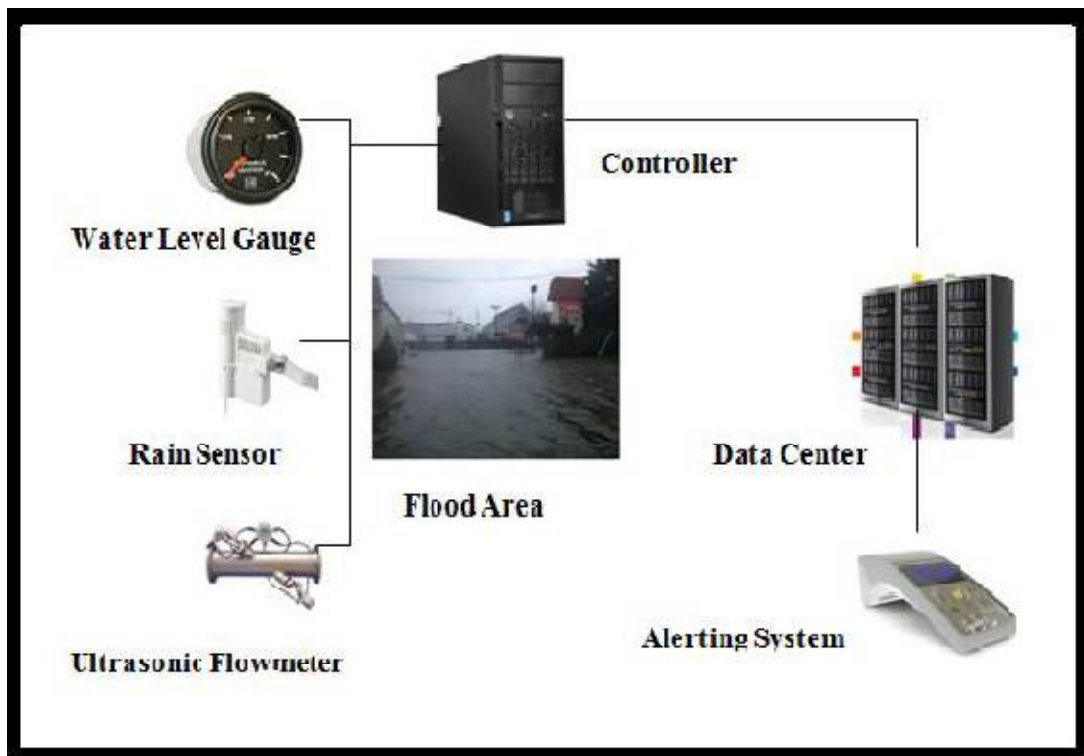 Controller
Water Level Gauge
Rain Sensor
Data Center
Flood Area
Alerting System
Ultrasonic Flowmeter